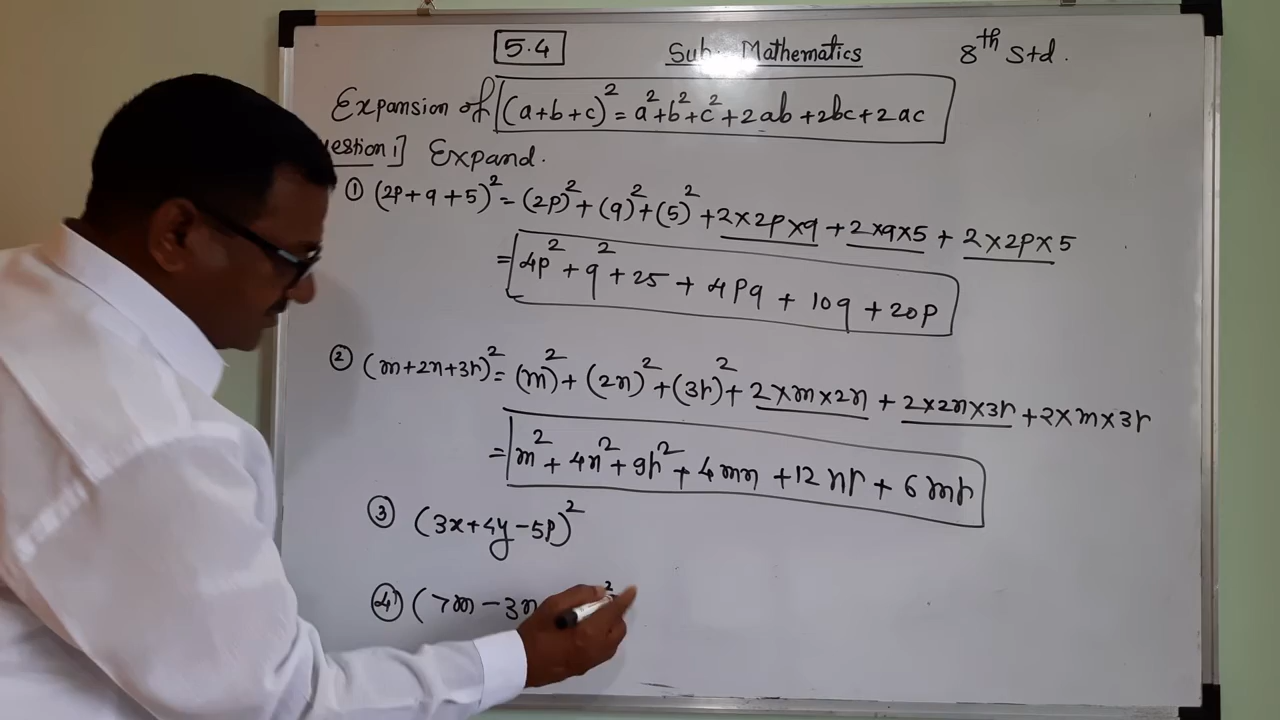 5.4 Sub: Mathematics 8th Std.
Expansion of (a+b+c)² = a²+b²+c²+2ab+2bc+2ac
1] Expand.
① (2p+q+5)² = (2p)²+(q)²+(5)²+2×2p×q+2×q×5+2×2p×5
= 4p²+q²+25+4pq+10q+20p
② (m+2n+3r)² = (m)²+(2n)²+(3r)²+2×m×2n+2×2n×3r+2×m×3r
= m²+4n²+9r²+4mn+12nr+6mr
③ (3x+4y-5p)²
④ (7m-3n ²